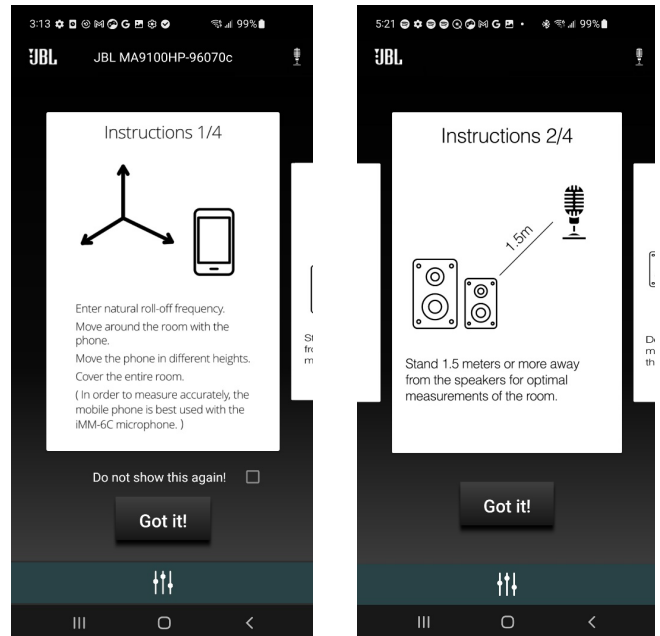 3:13
99%
JBL
JBL MA9100HP-96070c
Instructions 1/4
Enter natural roll-off frequency.
Move around the room with the
phone.
Move the phone in different heights.
Cover the entire room.
( In order to measure accurately, the
mobile phone is best used with the
iMM-6C microphone. )
St
fro
m
Do not show this again!
Got it!
5:21
99%
JBL
Instructions 2/4
1.5m
Stand 1.5 meters or more away
from the speakers for optimal
measurements of the room.
De
m
th
Got it!